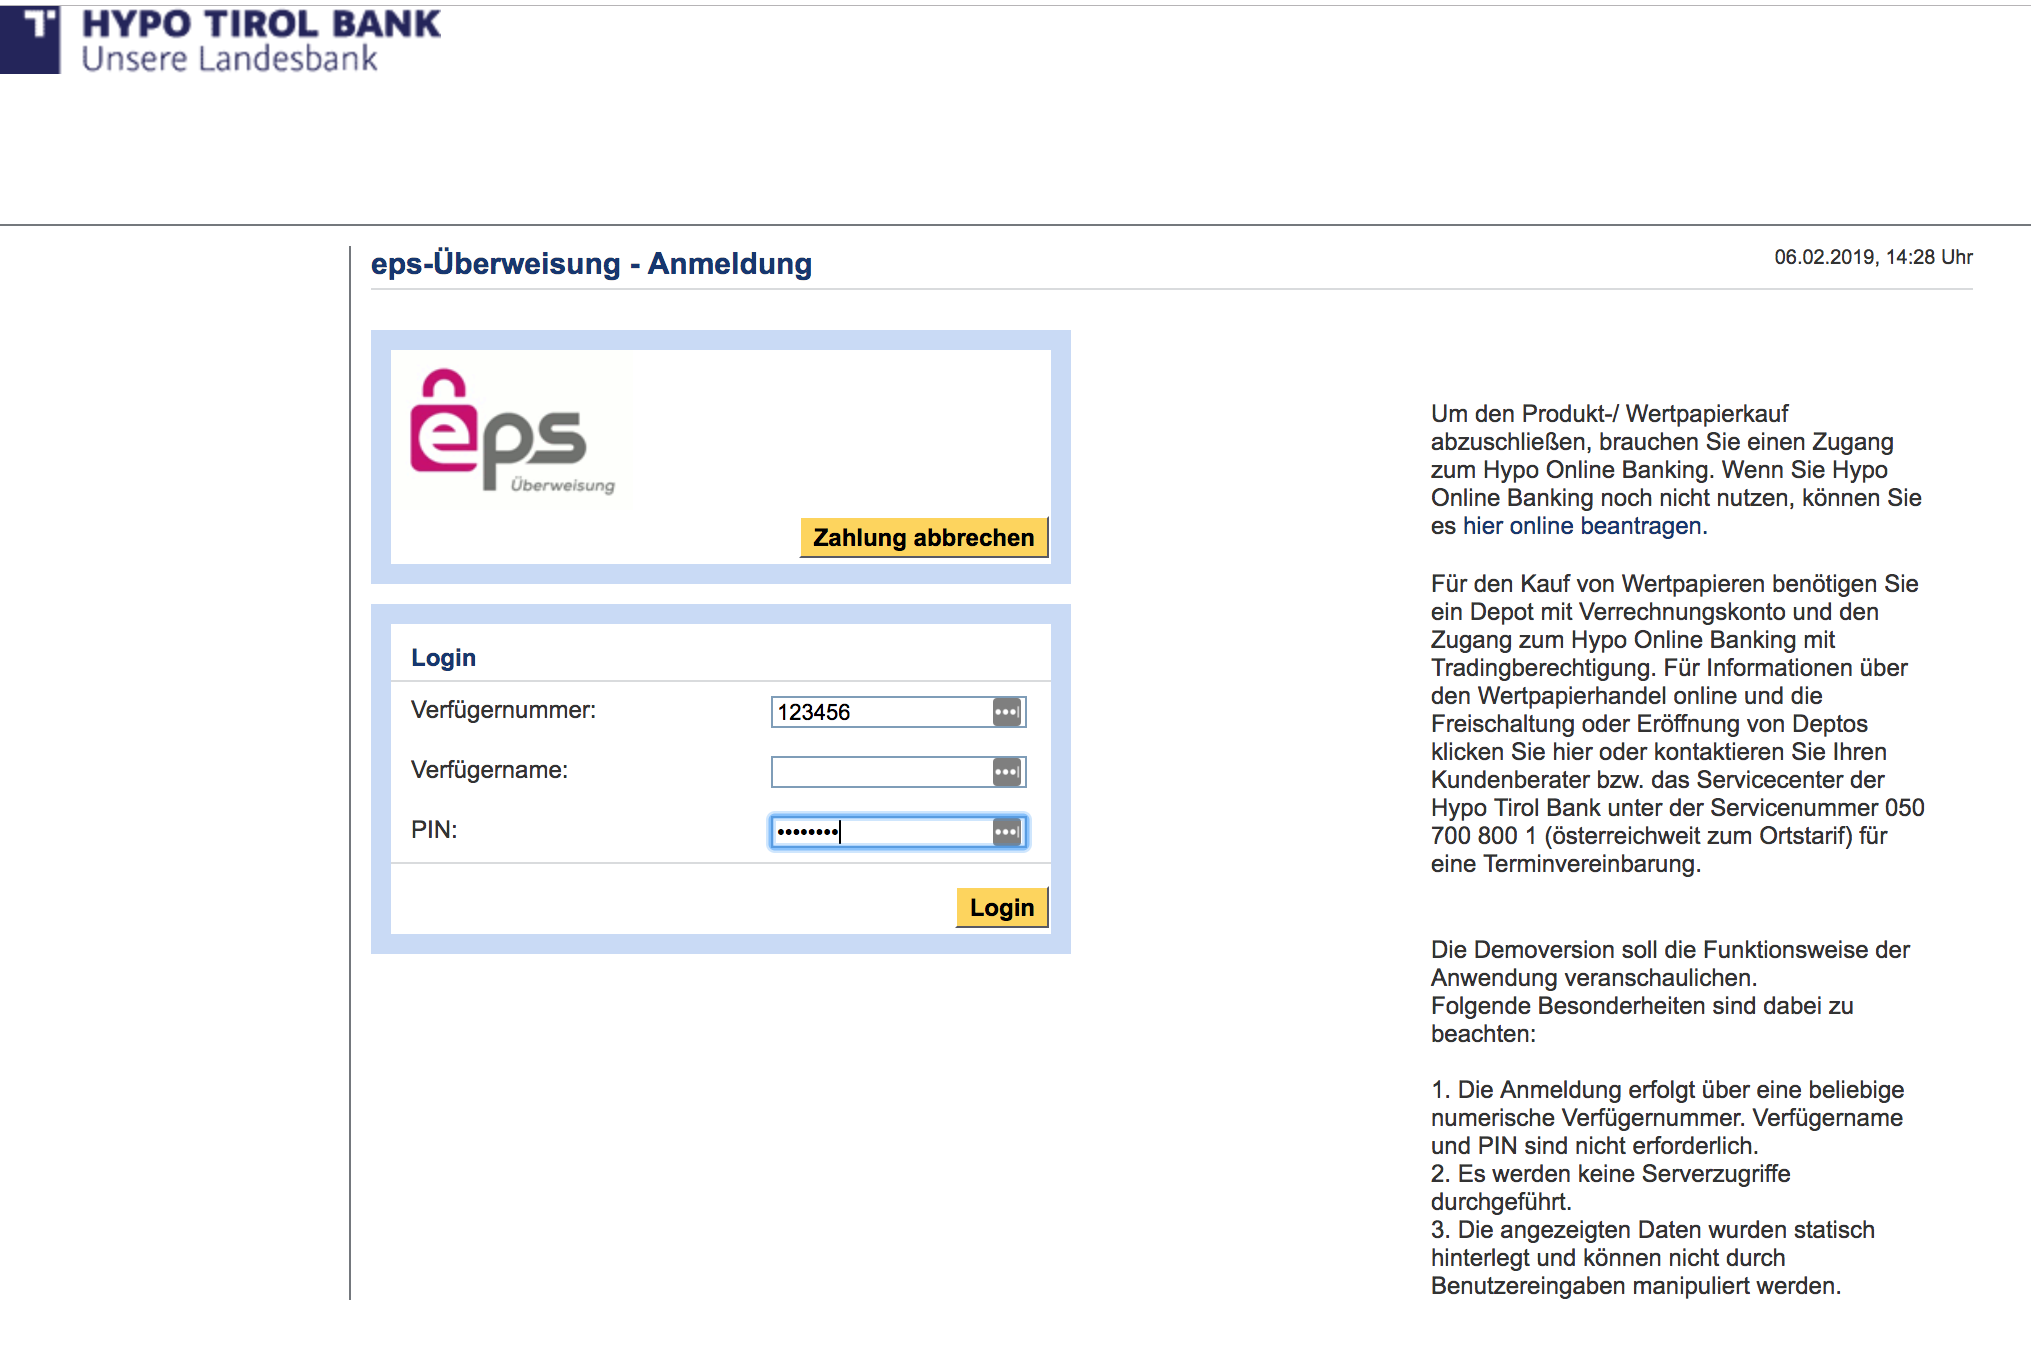 HYPO TIROL BANK
Unsere Landesbank
eps-Überweisung - Anmeldung
06.02.2019, 14:28 Uhr
eps
Überweisung
Zahlung abbrechen
Login
Verfügernummer:
123456
Verfügername:
PIN:
••••••••
Login
Um den Produkt-/ Wertpapierkauf
abzuschließen, brauchen Sie einen Zugang
zum Hypo Online Banking. Wenn Sie Hypo
Online Banking noch nicht nutzen, können Sie
es hier online beantragen.
Für den Kauf von Wertpapieren benötigen Sie
ein Depot mit Verrechnungskonto und den
Zugang zum Hypo Online Banking mit
Tradingberechtigung. Für Informationen über
den Wertpapierhandel online und die
Freischaltung oder Eröffnung von Deptos
klicken Sie hier oder kontaktieren Sie Ihren
Kundenberater bzw. das Servicecenter der
Hypo Tirol Bank unter der Servicenummer 050
700 800 1 (österreichweit zum Ortstarif) für
eine Terminvereinbarung.
Die Demoversion soll die Funktionsweise der
Anwendung veranschaulichen.
Folgende Besonderheiten sind dabei zu
beachten:
1. Die Anmeldung erfolgt über eine beliebige
numerische Verfügernummer. Verfügername
und PIN sind nicht erforderlich.
2. Es werden keine Serverzugriffe
durchgeführt.
3. Die angezeigten Daten wurden statisch
hinterlegt und können nicht durch
Benutzereingaben manipuliert werden.